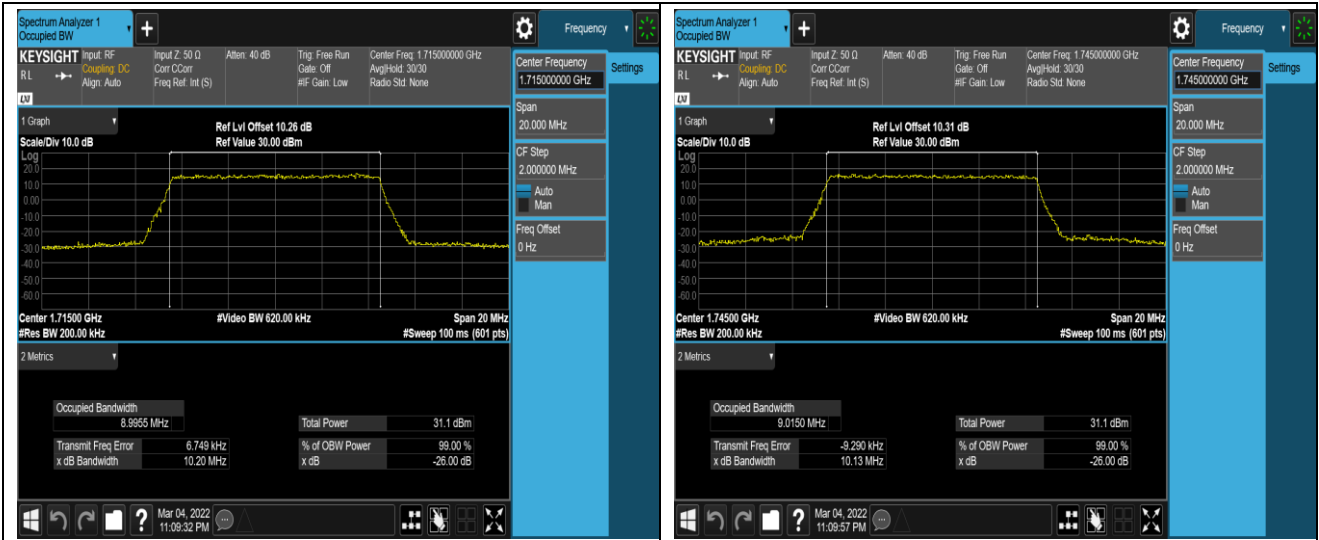 Spectrum Analyzer 1
Occupied BW
+
Frequency
KEYSIGHT
RL
LXI
Input: RF
Coupling: DC
Align: Auto
Input Z: 50 Ω
Corr CCorr
Freq Ref: Int (S)
Atten: 40 dB
Trig: Free Run
Gate: Off
#IF Gain: Low
Center Freq: 1.715000000 GHz
Avg|Hold: 30/30
Radio Std: None
Center Frequency
1.715000000 GHz
Settings
Span
20.000 MHz
CF Step
2.000000 MHz
Auto
Man
Freq Offset
0 Hz
1 Graph
Ref Lvl Offset 10.26 dB
Scale/Div 10.0 dB
Ref Value 30.00 dBm
Log
20.0
10.0
0.00
-10.0
-20.0
-30.0
-40.0
-50.0
-60.0
Center 1.71500 GHz
#Video BW 620.00 kHz
Span 20 MHz
#Res BW 200.00 kHz
#Sweep 100 ms (601 pts)
2 Metrics
Occupied Bandwidth
8.9955 MHz
Total Power 31.1 dBm
Transmit Freq Error 6.749 kHz
% of OBW Power 99.00 %
x dB Bandwidth 10.20 MHz
x dB -26.00 dB
?
Mar 04, 2022
11:09:32 PM
Spectrum Analyzer 1
Occupied BW
+
Frequency
KEYSIGHT
RL
LXI
Input: RF
Coupling: DC
Align: Auto
Input Z: 50 Ω
Corr CCorr
Freq Ref: Int (S)
Atten: 40 dB
Trig: Free Run
Gate: Off
#IF Gain: Low
Center Freq: 1.745000000 GHz
Avg|Hold: 30/30
Radio Std: None
Center Frequency
1.745000000 GHz
Settings
Span
20.000 MHz
CF Step
2.000000 MHz
Auto
Man
Freq Offset
0 Hz
1 Graph
Ref Lvl Offset 10.31 dB
Scale/Div 10.0 dB
Ref Value 30.00 dBm
Log
20.0
10.0
0.00
-10.0
-20.0
-30.0
-40.0
-50.0
-60.0
Center 1.74500 GHz
#Video BW 620.00 kHz
Span 20 MHz
#Res BW 200.00 kHz
#Sweep 100 ms (601 pts)
2 Metrics
Occupied Bandwidth
9.0150 MHz
Total Power 31.1 dBm
Transmit Freq Error -9.290 kHz
% of OBW Power 99.00 %
x dB Bandwidth 10.13 MHz
x dB -26.00 dB
?
Mar 04, 2022
11:09:57 PM